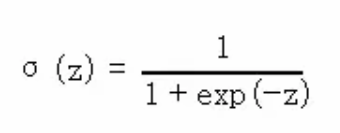 σ (z) = 1
1 + exp (−z)